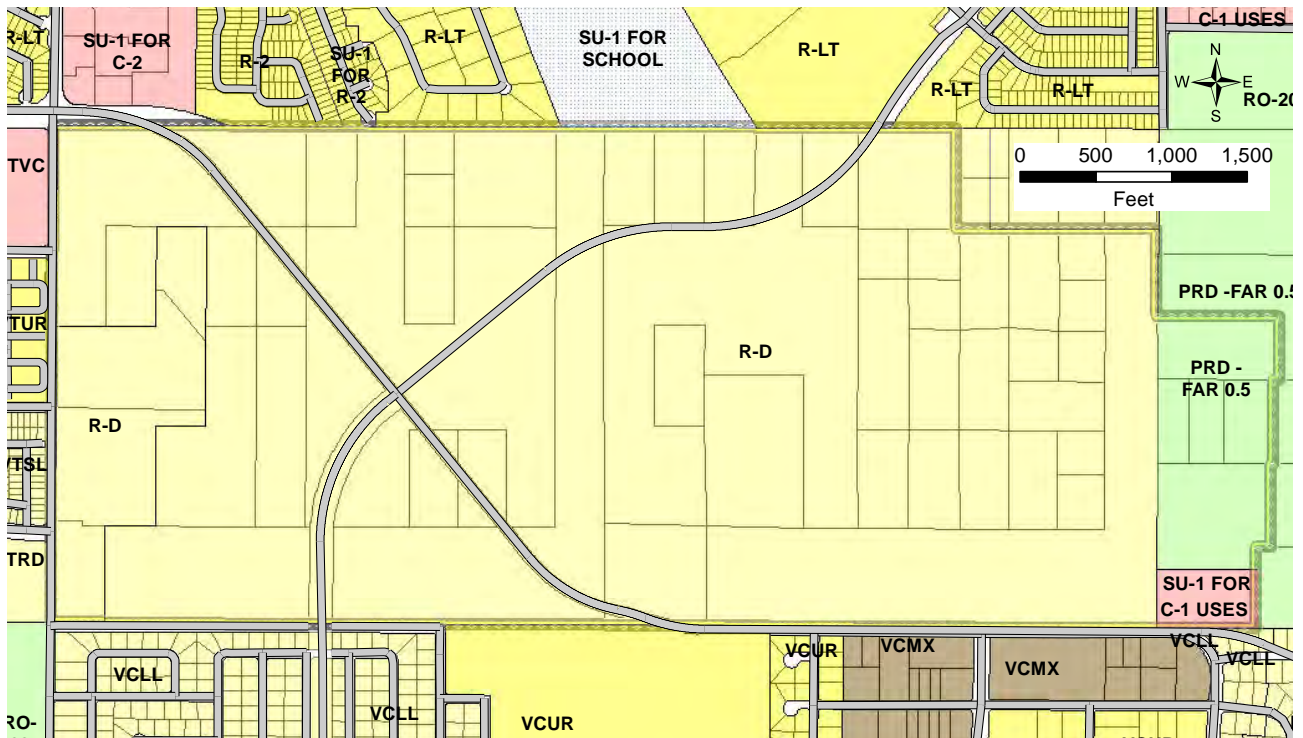 R-LT
SU-1 FOR
C-2
R-2
SU-1
FOR
R-2
R-LT
SU-1 FOR
SCHOOL
R-LT
R-LT
R-LT
C-1 USES
N
W E
S
RO-20
0 500 1,000 1,500
Feet
TVC
PRD -FAR 0.5
TUR
R-D
PRD -
FAR 0.5
R-D
VTSL
TRD
SU-1 FOR
C-1 USES
VCLL
VCUR
VCMX
VCMX
VCLL
VCLL
VCLL
VCUR
RO-